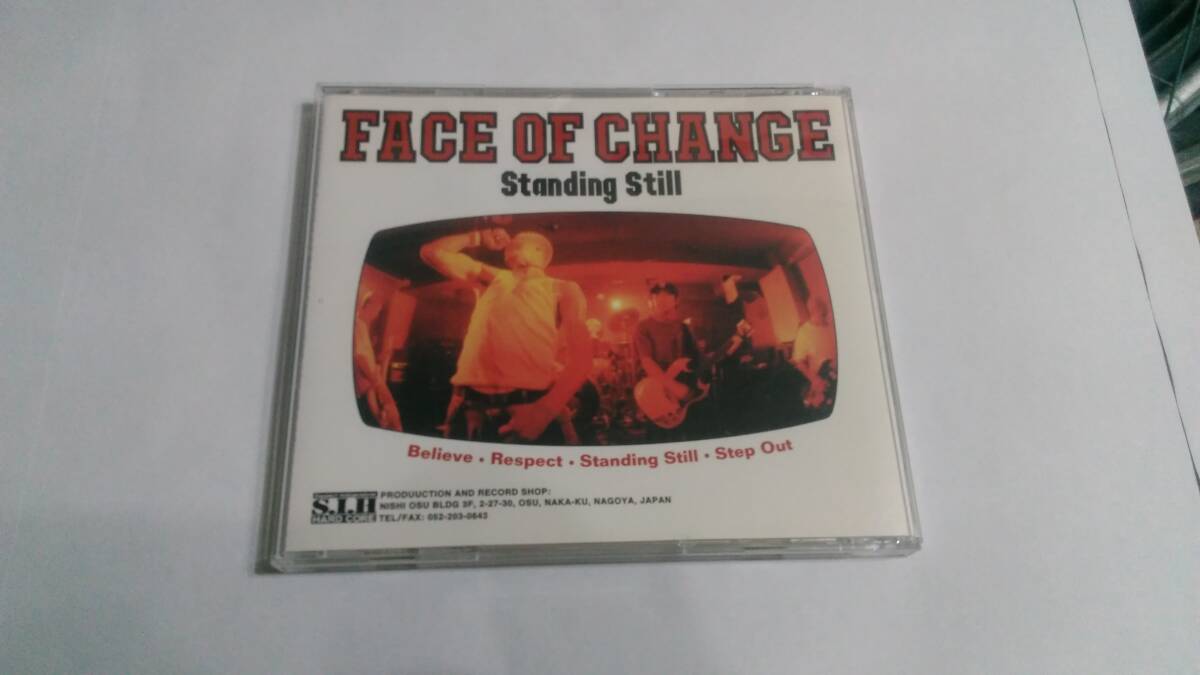 FACE OF CHANGE
Standing Still
Believe • Respect • Standing Still • Step Out
S.I.H
HARD CORE
PRODUUCTION AND RECORD SHOP:
NISHI OSU BLDG 3F, 2-27-30, OSU, NAKA-KU, NAGOYA, JAPAN
TEL/FAX: 052-203-0643